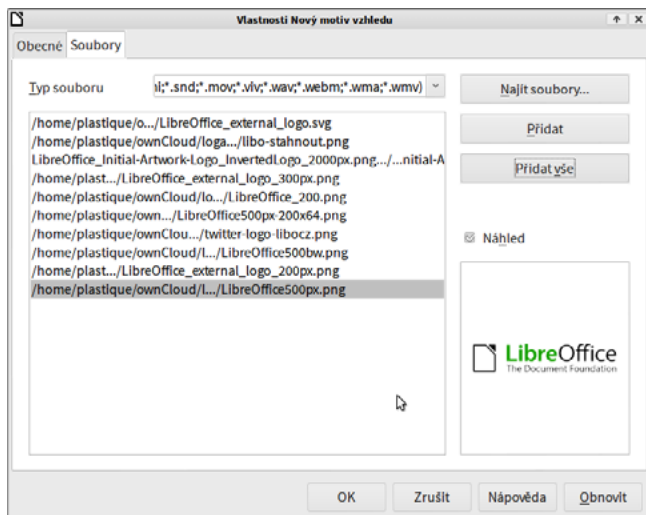 Vlastnosti Nový motiv vzhledu
Obecné Soubory
Typ souboru
ni;*.snd;*.mov;*.viv;*.wav;*.webm;*.wma;*.wmv)
Najít soubory...
/home/plastique/o.../LibreOffice_external_logo.svg
/home/plastique/ownCloud/loga.../libo-stahnout.png
LibreOffice_Initial-Artwork-Logo_InvertedLogo_2000px.png.../...nitial-A
/home/plast.../LibreOffice_external_logo_300px.png
/home/plastique/ownCloud/lo.../LibreOffice_200.png
/home/plastique/own.../LibreOffice500px-200x64.png
/home/plastique/ownClou.../twitter-logo-libocz.png
/home/plastique/ownCloud/l.../LibreOffice500bw.png
/home/plast.../LibreOffice_external_logo_200px.png
/home/plastique/ownCloud/l.../LibreOffice500px.png
Přidat
Přidat vše
Náhled
LibreOffice
The Document Foundation
OK Zrušit Nápověda Obnovit